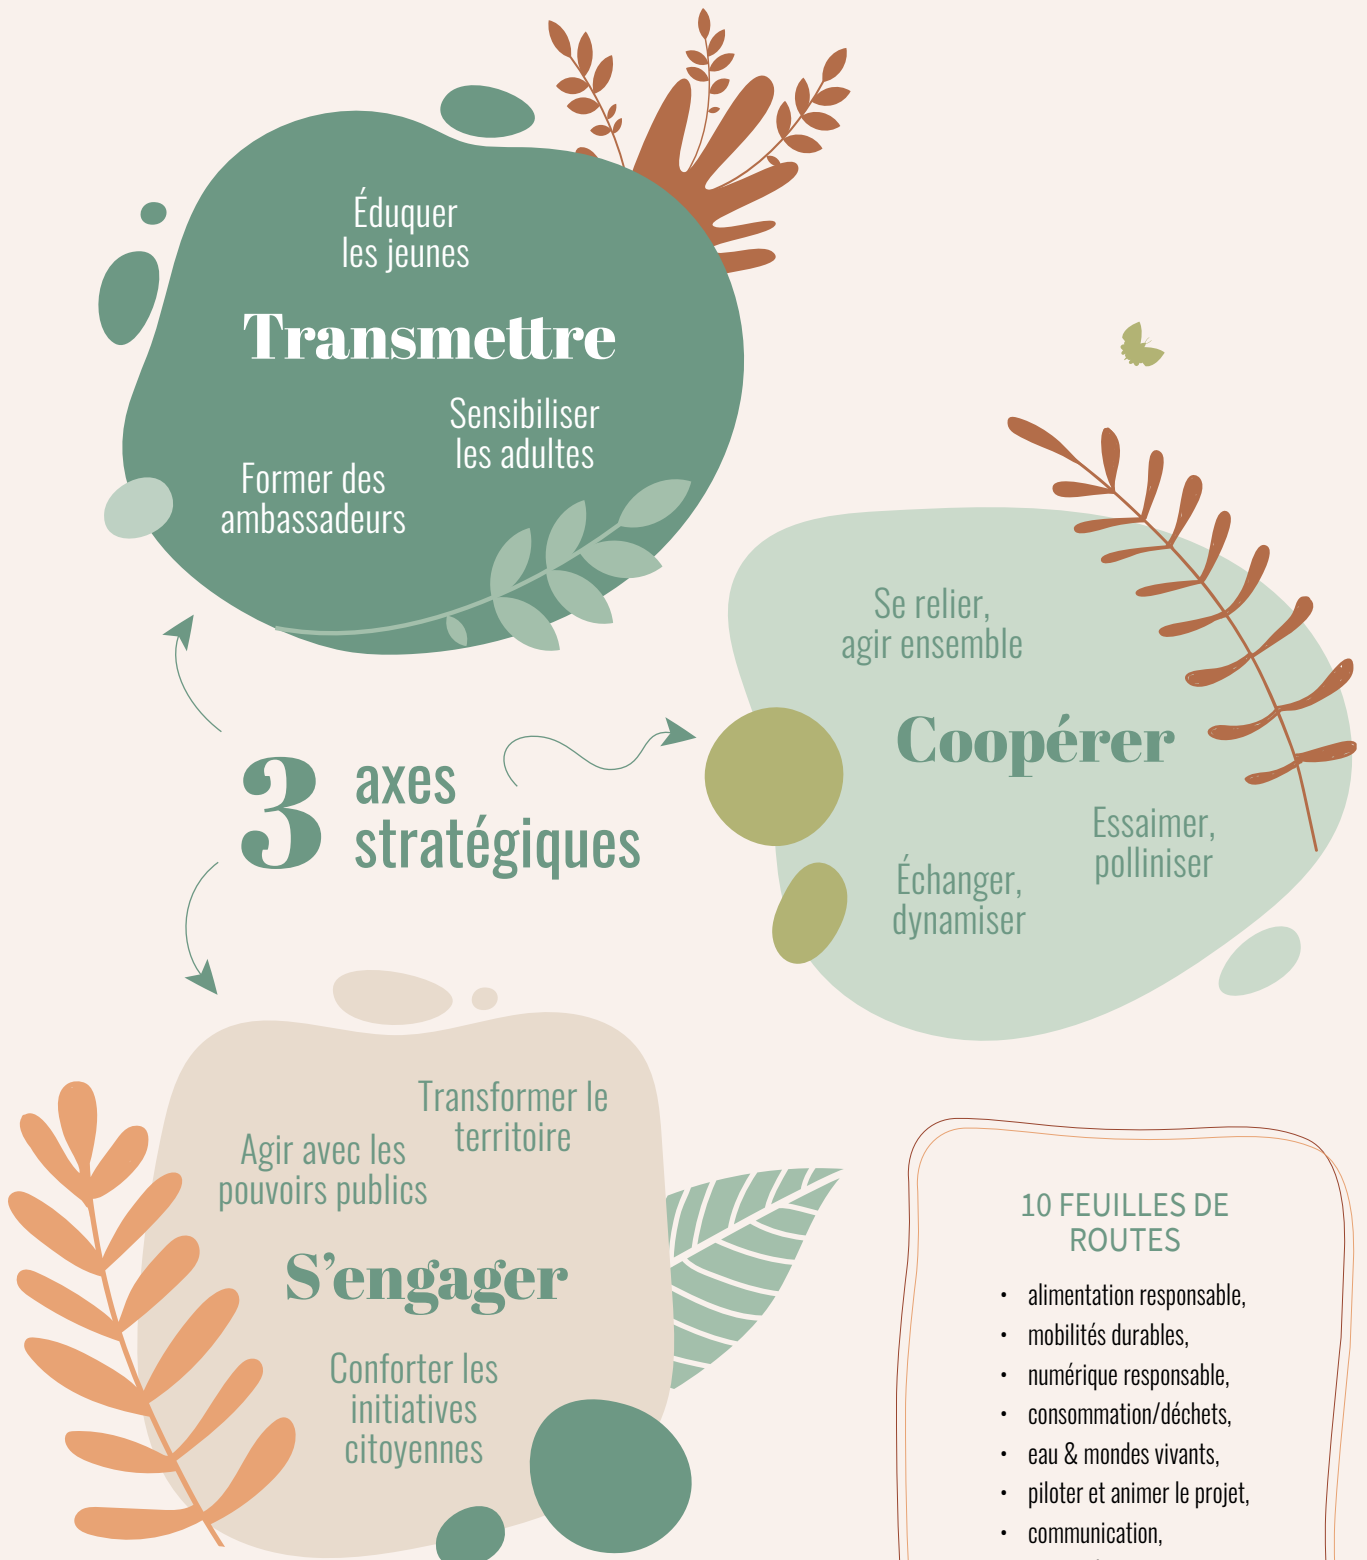 Éduquer
les jeunes
Transmettre
Sensibiliser
les adultes
Former des
ambassadeurs
Se relier,
agir ensemble
Coopérer
Essaimer,
polliniser
Échanger,
dynamiser
3 axes
stratégiques
Transformer le
territoire
Agir avec les
pouvoirs publics
S’engager
Conforter les
initiatives
citoyennes
10 FEUILLES DE
ROUTES
• alimentation responsable,
• mobilités durables,
• numérique responsable,
• consommation/déchets,
• eau & mondes vivants,
• piloter et animer le projet,
• communication,